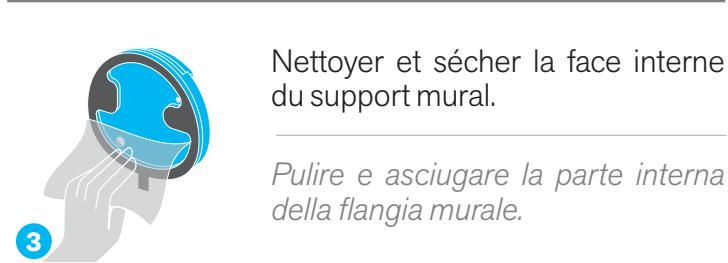 Nettoyer et sécher la face interne
du support mural.
Pulire e asciugare la parte interna
della flangia murale.
3